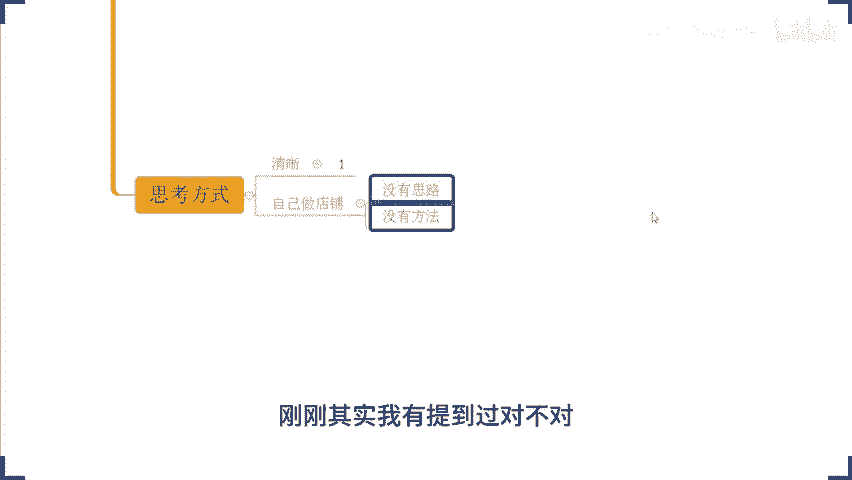 清晰 1
思考方式
没有思路
自己做店铺
没有方法
刚刚其实我有提到过对不对